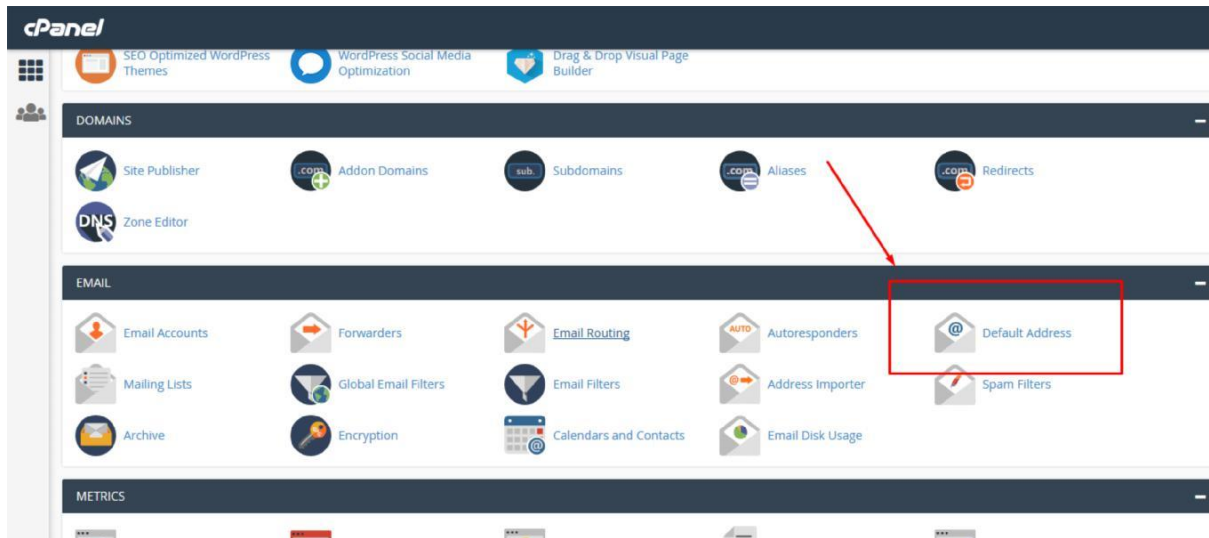 cPanel
SEO Optimized WordPress
Themes
WordPress Social Media
Optimization
Drag & Drop Visual Page
Builder
DOMAINS
Site Publisher
.com
Addon Domains
sub.
Subdomains
.com
Aliases
.com
Redirects
DNS
Zone Editor
EMAIL
Email Accounts
Forwarders
Email Routing
AUTO
Autoresponders
@
Default Address
Mailing Lists
Global Email Filters
Email Filters
@
Address Importer
Spam Filters
Archive
Encryption
@
Calendars and Contacts
Email Disk Usage
METRICS